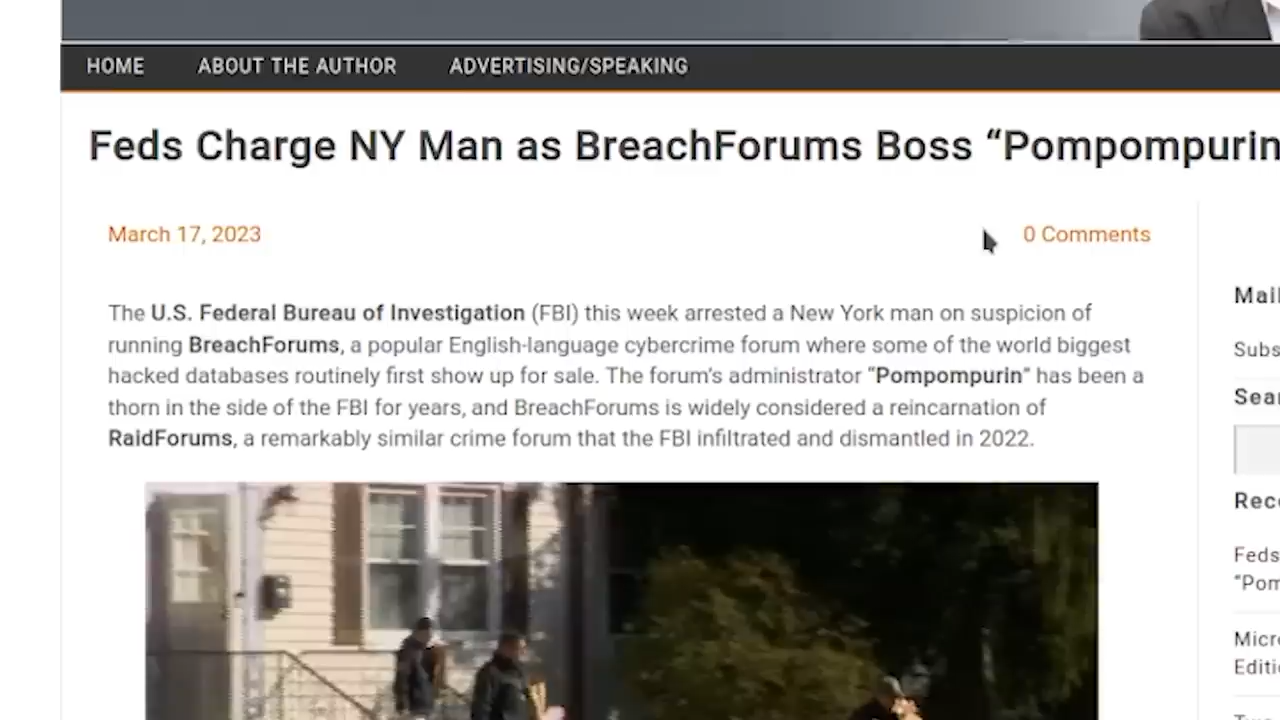 HOME ABOUT THE AUTHOR ADVERTISING/SPEAKING
Feds Charge NY Man as BreachForums Boss “Pompompurin
March 17, 2023
0 Comments
The U.S. Federal Bureau of Investigation (FBI) this week arrested a New York man on suspicion of
running BreachForums, a popular English-language cybercrime forum where some of the world biggest
hacked databases routinely first show up for sale. The forum's administrator “Pompompurin” has been a
thorn in the side of the FBI for years, and BreachForums is widely considered a reincarnation of
RaidForums, a remarkably similar crime forum that the FBI infiltrated and dismantled in 2022.
Mail
Subs
Sear
Rece
Feds
“Pom
Micro
Editi